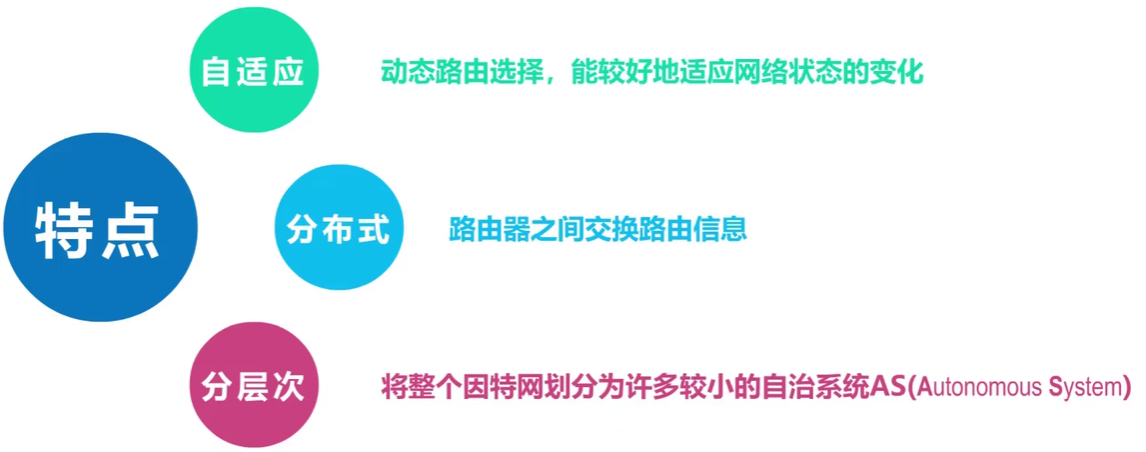 自适应
动态路由选择，能较好地适应网络状态的变化
特点
分布式
路由器之间交换路由信息
分层次
将整个因特网划分为许多较小的自治系统AS(Autonomous System)